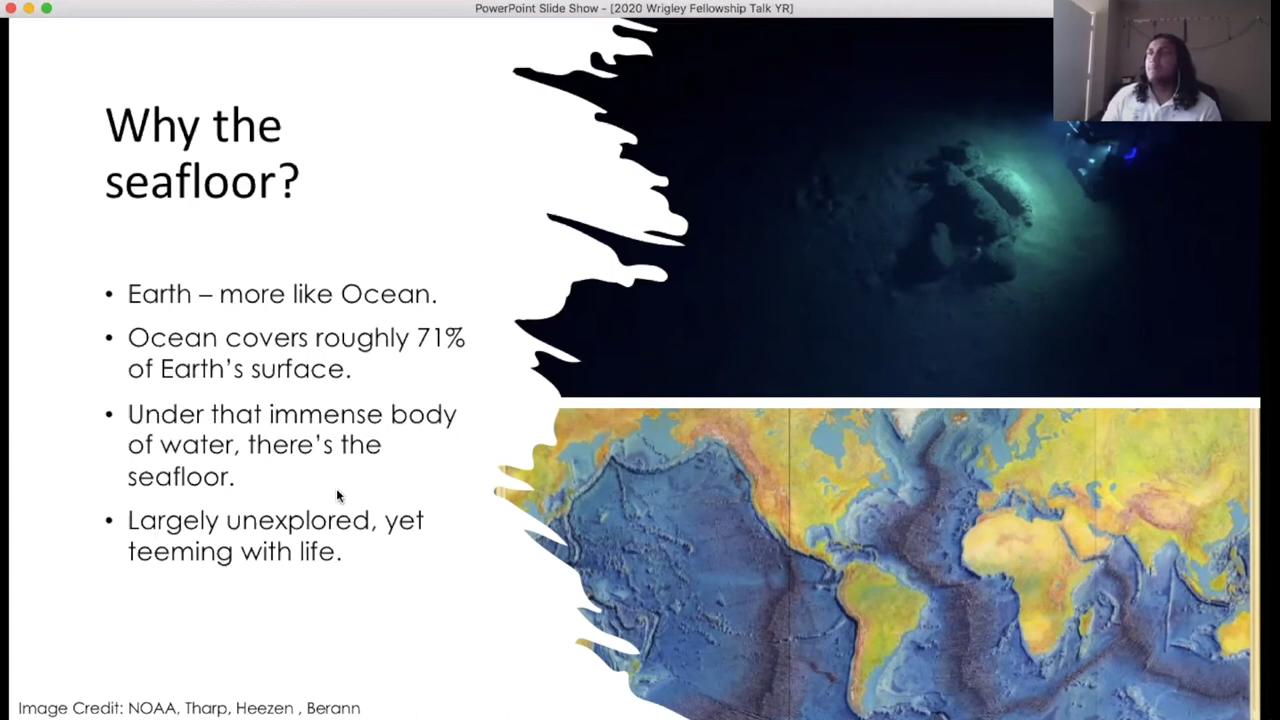 PowerPoint Slide Show - [2020 Wrigley Fellowship Talk YR]
Why the
seafloor?
• Earth – more like Ocean.
• Ocean covers roughly 71%
of Earth's surface.
• Under that immense body
of water, there's the
seafloor.
• Largely unexplored, yet
teeming with life.
Image Credit: NOAA, Tharp, Heezen , Berann